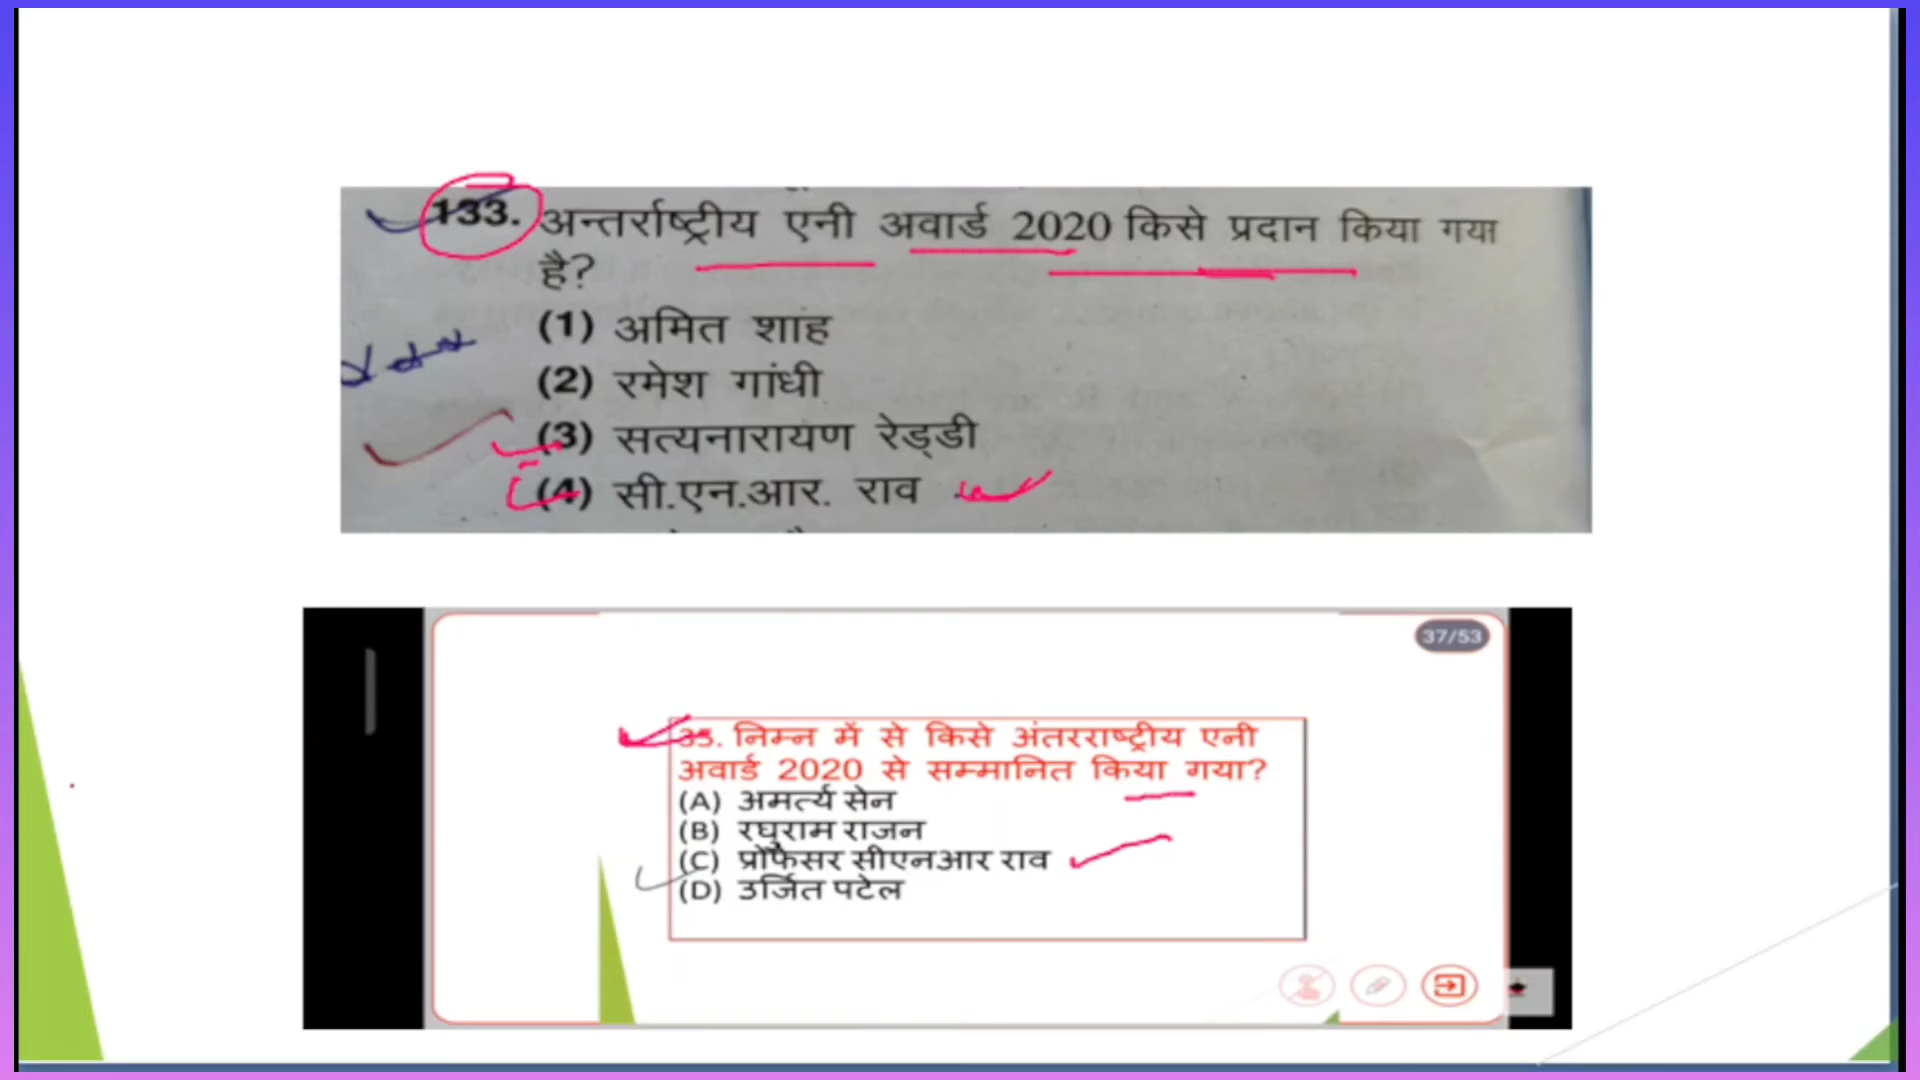 133. अन्तर्राष्ट्रीय एनी अवार्ड 2020 किसे प्रदान किया गया
है?
(1) अमित शाह
(2) रमेश गांधी
(3) सत्यनारायण रेड्डी
(4) सी.एन.आर. राव
37/53
35. निम्न में से किसे अंतरराष्ट्रीय एनी
अवार्ड 2020 से सम्मानित किया गया?
(A) अमर्त्य सेन
(B) रघुराम राजन
(C) प्रोफैसर सीएनआर राव
(D) उर्जित पटेल